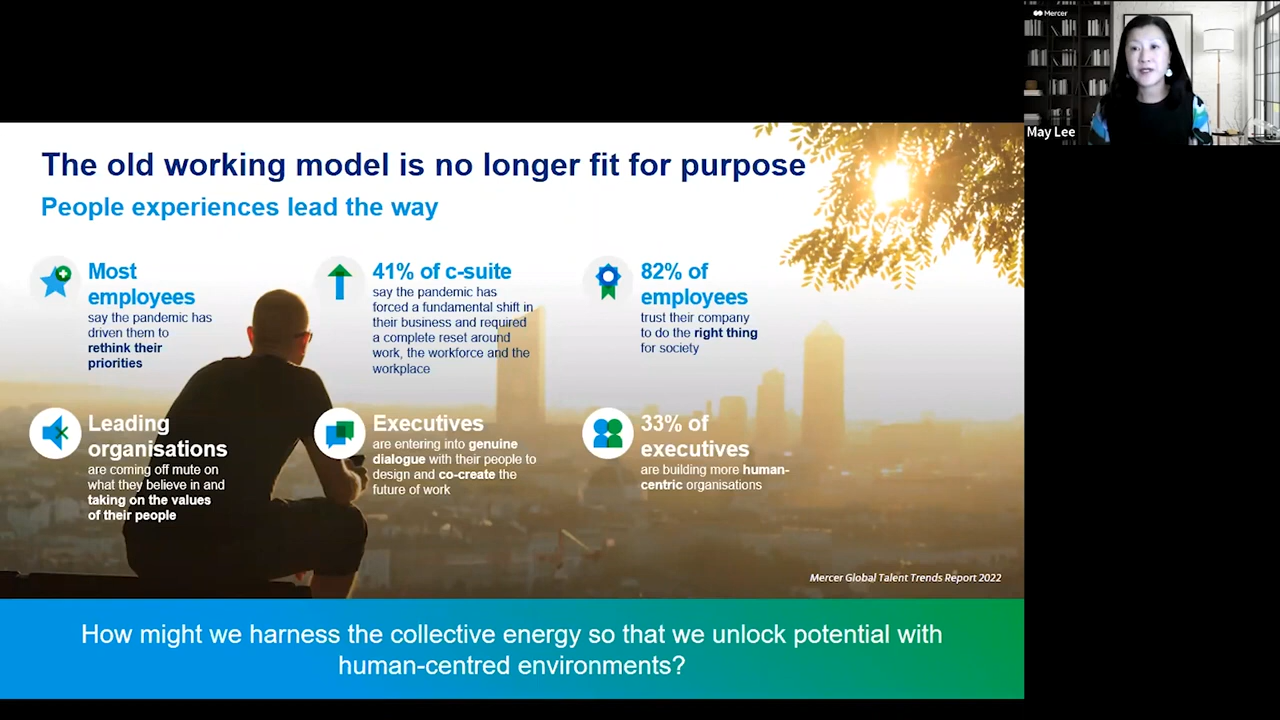 Mercer
May Lee
The old working model is no longer fit for purpose
People experiences lead the way
Most
employees
say the pandemic has
driven them to
rethink their
priorities
41% of c-suite
say the pandemic has
forced a fundamental shift in
their business and required
a complete reset around
work, the workforce and the
workplace
82% of
employees
trust their company
to do the right thing
for society
Leading
organisations
are coming off mute on
what they believe in and
taking on the values
of their people
Executives
are entering into genuine
dialogue with their people to
design and co-create the
future of work
33% of
executives
are building more human-
centric organisations
Mercer Global Talent Trends Report 2022
How might we harness the collective energy so that we unlock potential with
human-centred environments?